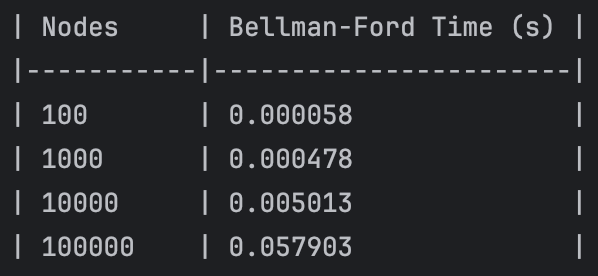 | Nodes     | Bellman-Ford Time (s) |
|-----------|-----------------------|
| 100       | 0.000058              |
| 1000      | 0.000478              |
| 10000     | 0.005013              |
| 100000    | 0.057903              |